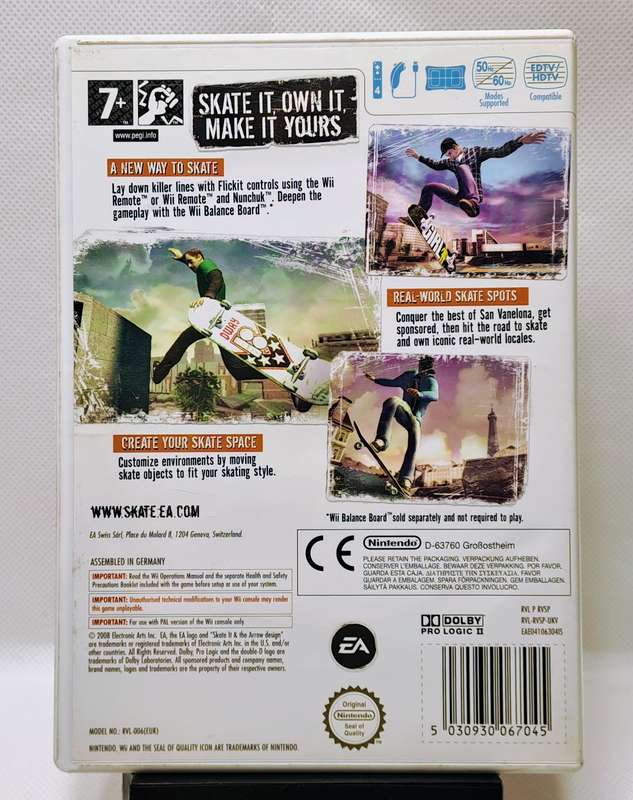 7+
www.pegi.info
SKATE IT, OWN IT,
MAKE IT YOURS
4
50Hz
60Hz
Modes
Supported
EDTV/
HDTV
Compatible
A NEW WAY TO SKATE
Lay down killer lines with Flickit controls using the Wii
Remote™ or Wii Remote™ and Nunchuk™. Deepen the
gameplay with the Wii Balance Board™.*
GIRL
REAL-WORLD SKATE SPOTS
Conquer the best of San Vanelona, get
sponsored, then hit the road to skate
and own iconic real-world locales.
DWAY
CREATE YOUR SKATE SPACE
Customize environments by moving
skate objects to fit your skating style.
WWW.SKATE.EA.COM
*Wii Balance Board™ sold separately and not required to play.
EA Swiss Sàrl, Place du Molard 8, 1204 Geneva, Switzerland.
ASSEMBLED IN GERMANY
IMPORTANT: Read the Wii Operations Manual and the separate Health and Safety
Precautions Booklet included with the game before setup or use of your system.
IMPORTANT: Unauthorised technical modifications to your Wii console may render
this game unplayable.
IMPORTANT: For use with PAL version of the Wii console only.
© 2008 Electronic Arts Inc. EA, the EA logo and "Skate It & the Arrow design"
are trademarks or registered trademarks of Electronic Arts Inc. in the U.S. and/or
other countries. All Rights Reserved. Dolby, Pro Logic and the double-D logo are
trademarks of Dolby Laboratories. All sponsored products and company names,
brand names, logos and trademarks are the property of their respective owners.
CE
Nintendo
D-63760 Großostheim
PLEASE RETAIN THE PACKAGING. VERPACKUNG AUFHEBEN.
CONSERVER L'EMBALLAGE. BEWAAR DEZE VERPAKKING. POR FAVOR,
GUARDA ESTA CAJA. ΔΙΑΤΗΡΗΣΤΕ ΤΗΝ ΣΥΣΚΕΥΑΣΙΑ. FAVOR
GUARDAR A EMBALAGEM. SPARA FÖRPACKNINGEN. GEM EMBALLAGEN.
SÄILYTÄ PAKKAUS. CONSERVE QUESTO INVOLUCRO.
EA
DOLBY
PRO LOGIC II
RVL P RVSP
RVL-RVSP-UKV
EAE04106304IS
Original
Nintendo
Seal of
Quality
5 030930 067045
MODEL NO.: RVL-006(EUR)
NINTENDO, Wii AND THE SEAL OF QUALITY ICON ARE TRADEMARKS OF NINTENDO.